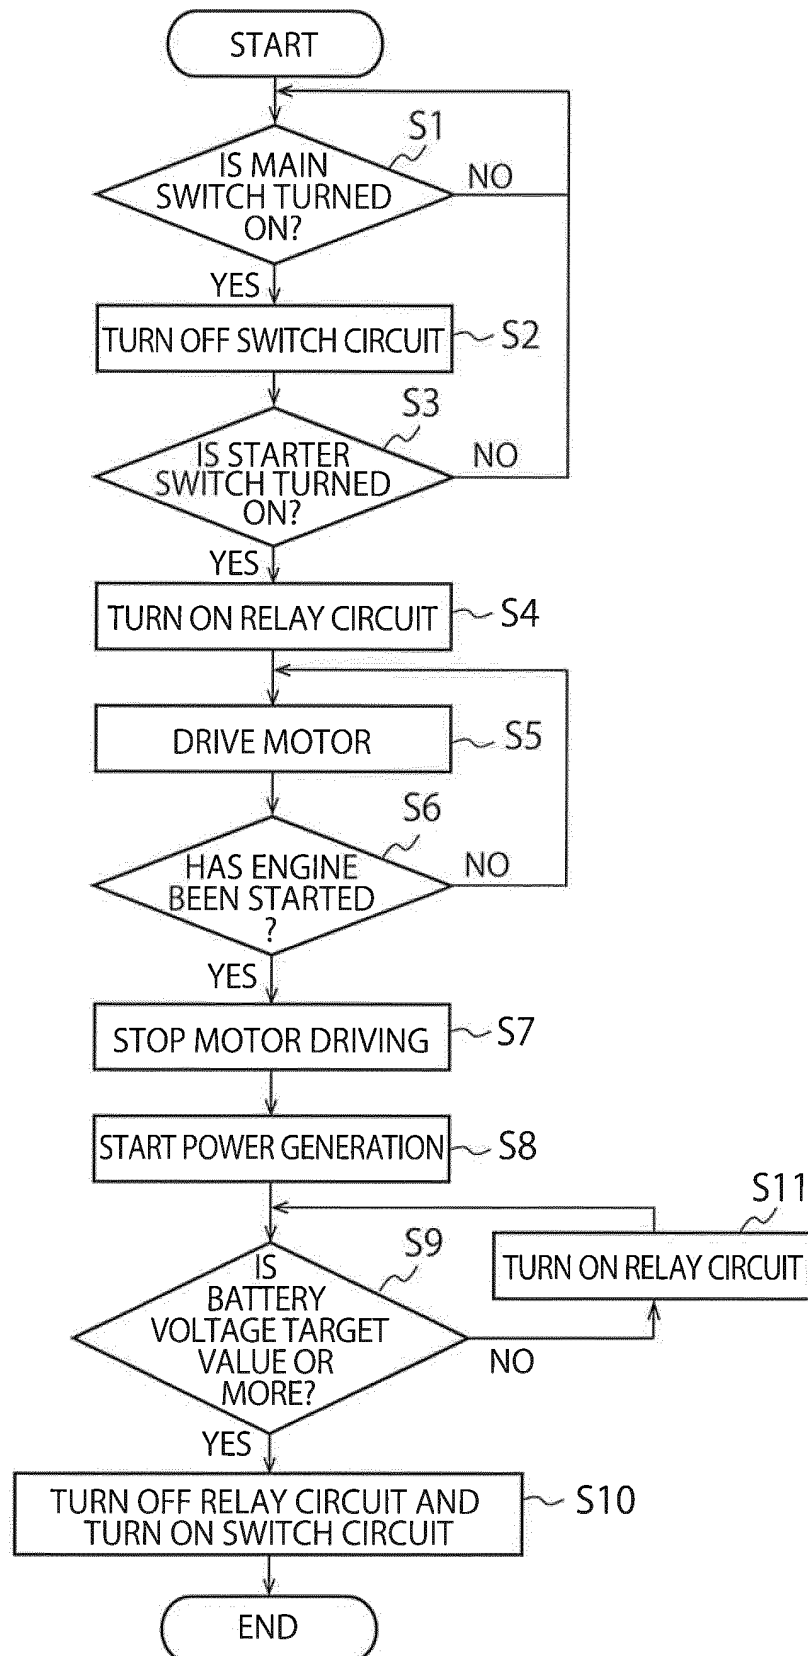 START
S1
IS MAIN
SWITCH TURNED
ON?
NO
YES
TURN OFF SWITCH CIRCUIT
S2
S3
IS STARTER
SWITCH TURNED
ON?
NO
YES
TURN ON RELAY CIRCUIT
S4
DRIVE MOTOR
S5
S6
HAS ENGINE
BEEN STARTED
?
NO
YES
STOP MOTOR DRIVING
S7
START POWER GENERATION
S8
S11
TURN ON RELAY CIRCUIT
S9
IS
BATTERY
VOLTAGE TARGET
VALUE OR
MORE?
NO
YES
TURN OFF RELAY CIRCUIT AND
TURN ON SWITCH CIRCUIT
S10
END